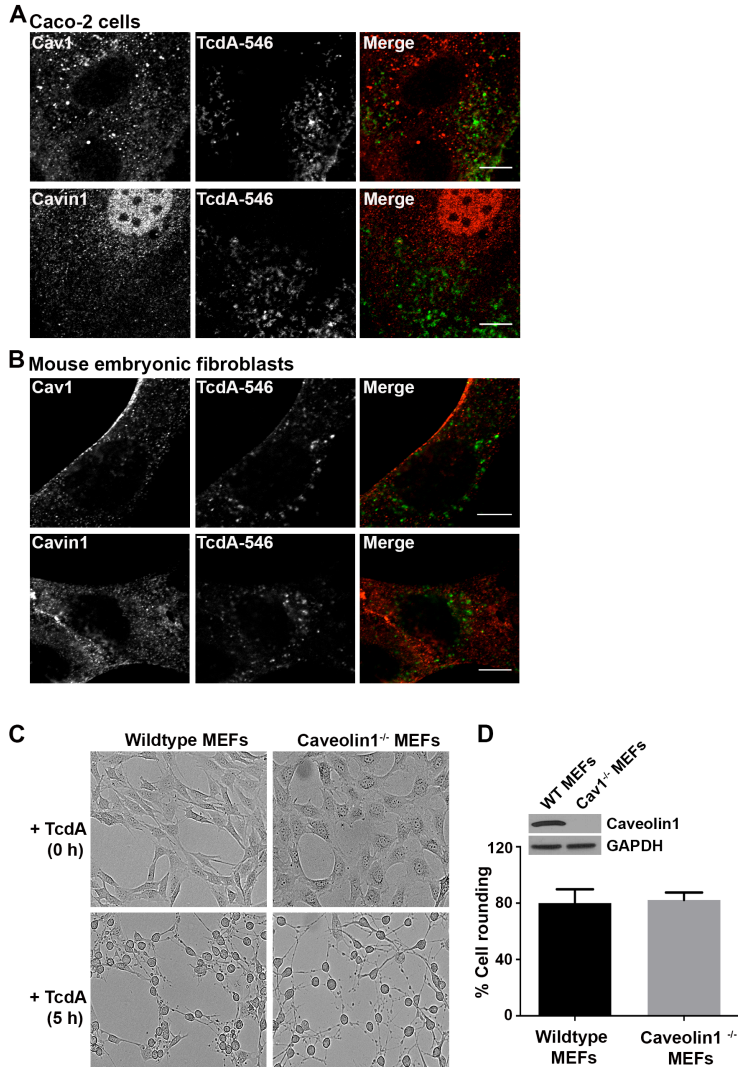 A
Caco-2 cells
Cav1 TcdA-546 Merge
Cavin1 TcdA-546 Merge
B
Mouse embryonic fibroblasts
Cav1 TcdA-546 Merge
Cavin1 TcdA-546 Merge
C
Wildtype MEFs Caveolin1-/- MEFs
+ TcdA
(0 h)
+ TcdA
(5 h)
D
WT MEFs
Cav1-/- MEFs
Caveolin1
GAPDH
% Cell rounding
120
80
40
0
Wildtype
MEFs
Caveolin1 -/-
MEFs